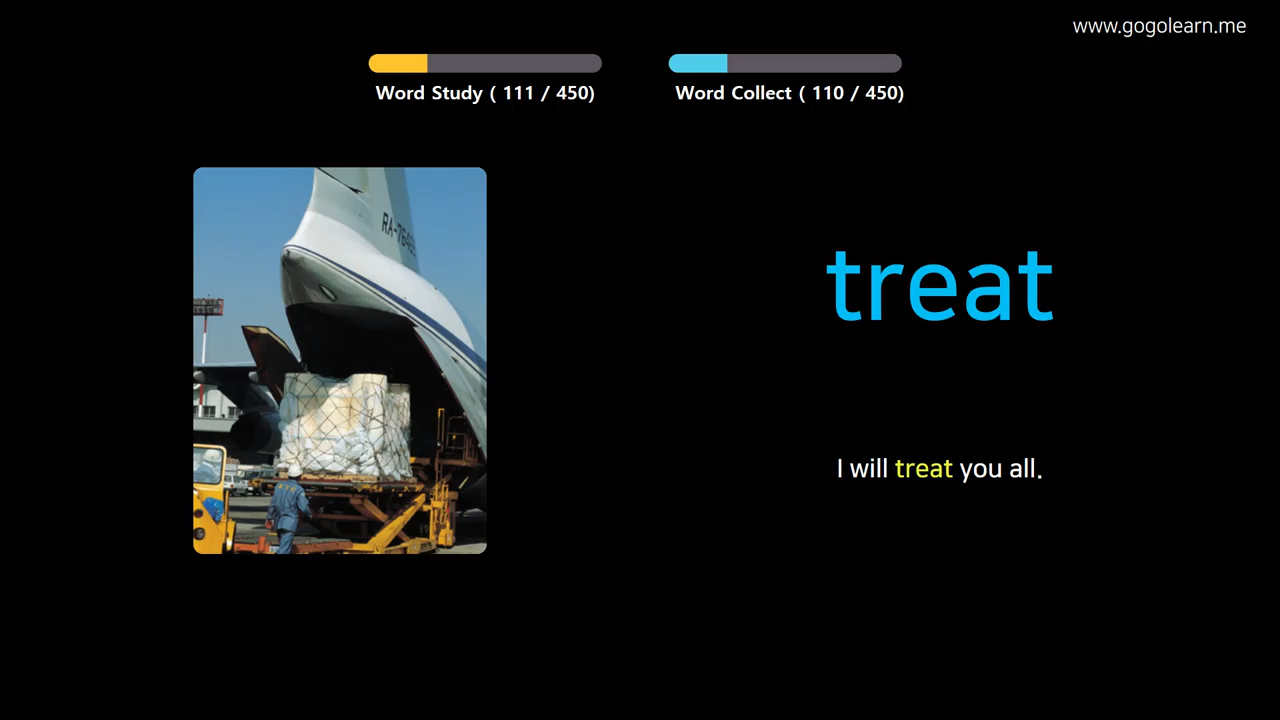 www.gogolearn.me
Word Study ( 111 / 450)
Word Collect ( 110 / 450)
treat
I will treat you all.